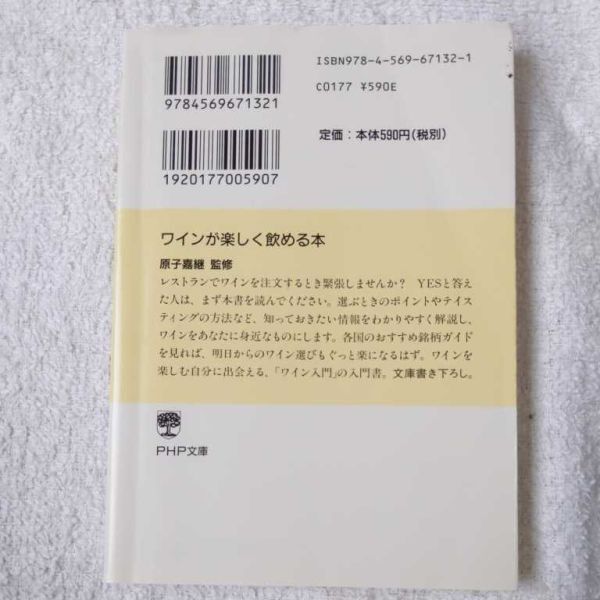 ISBN978-4-569-67132-1
C0177 ¥590E
9784569671321
定価：本体590円(税別)
1920177005907
ワインが楽しく飲める本
原子嘉継 監修
レストランでワインを注文するとき緊張しませんか？ YESと答え
た人は、まず本書を読んでください。選ぶときのポイントやテイス
ティングの方法など、知っておきたい情報をわかりやすく解説し、
ワインをあなたに身近なものにします。各国のおすすめ銘柄ガイド
を見れば、明日からのワイン選びもぐっと楽になるはず。ワインを
楽しむ自分に出会える、「ワイン入門」の入門書。文庫書き下ろし。
PHP文庫